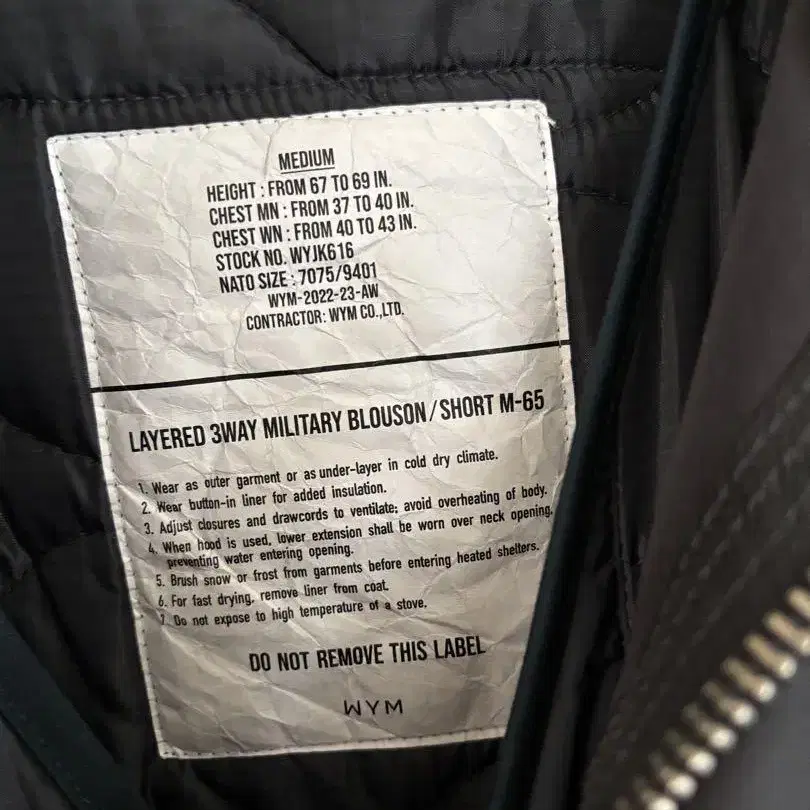 MEDIUM
HEIGHT : FROM 67 TO 69 IN.
CHEST MN : FROM 37 TO 40 IN.
CHEST WN : FROM 40 TO 43 IN.
STOCK NO. WYJK616
NATO SIZE : 7075/9401
WYM-2022-23-AW
CONTRACTOR: WYM CO.,LTD.
LAYERED 3WAY MILITARY BLOUSON / SHORT M-65
1. Wear as outer garment or as under-layer in cold dry climate.
2. Wear button-in liner for added insulation.
3. Adjust closures and drawcords to ventilate; avoid overheating of body.
4. When hood is used, lower extension shall be worn over neck opening,
preventing water entering opening.
5. Brush snow or frost from garments before entering heated shelters.
6. For fast drying, remove liner from coat.
7. Do not expose to high temperature of a stove.
DO NOT REMOVE THIS LABEL
WYM